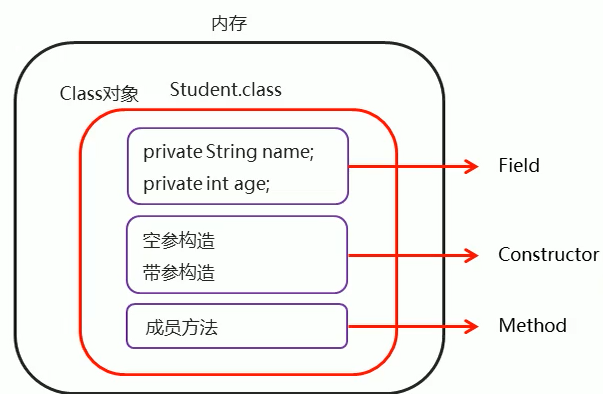 内存
Class对象 Student.class
private String name;
private int age;
Field
空参构造
带参构造
Constructor
成员方法
Method